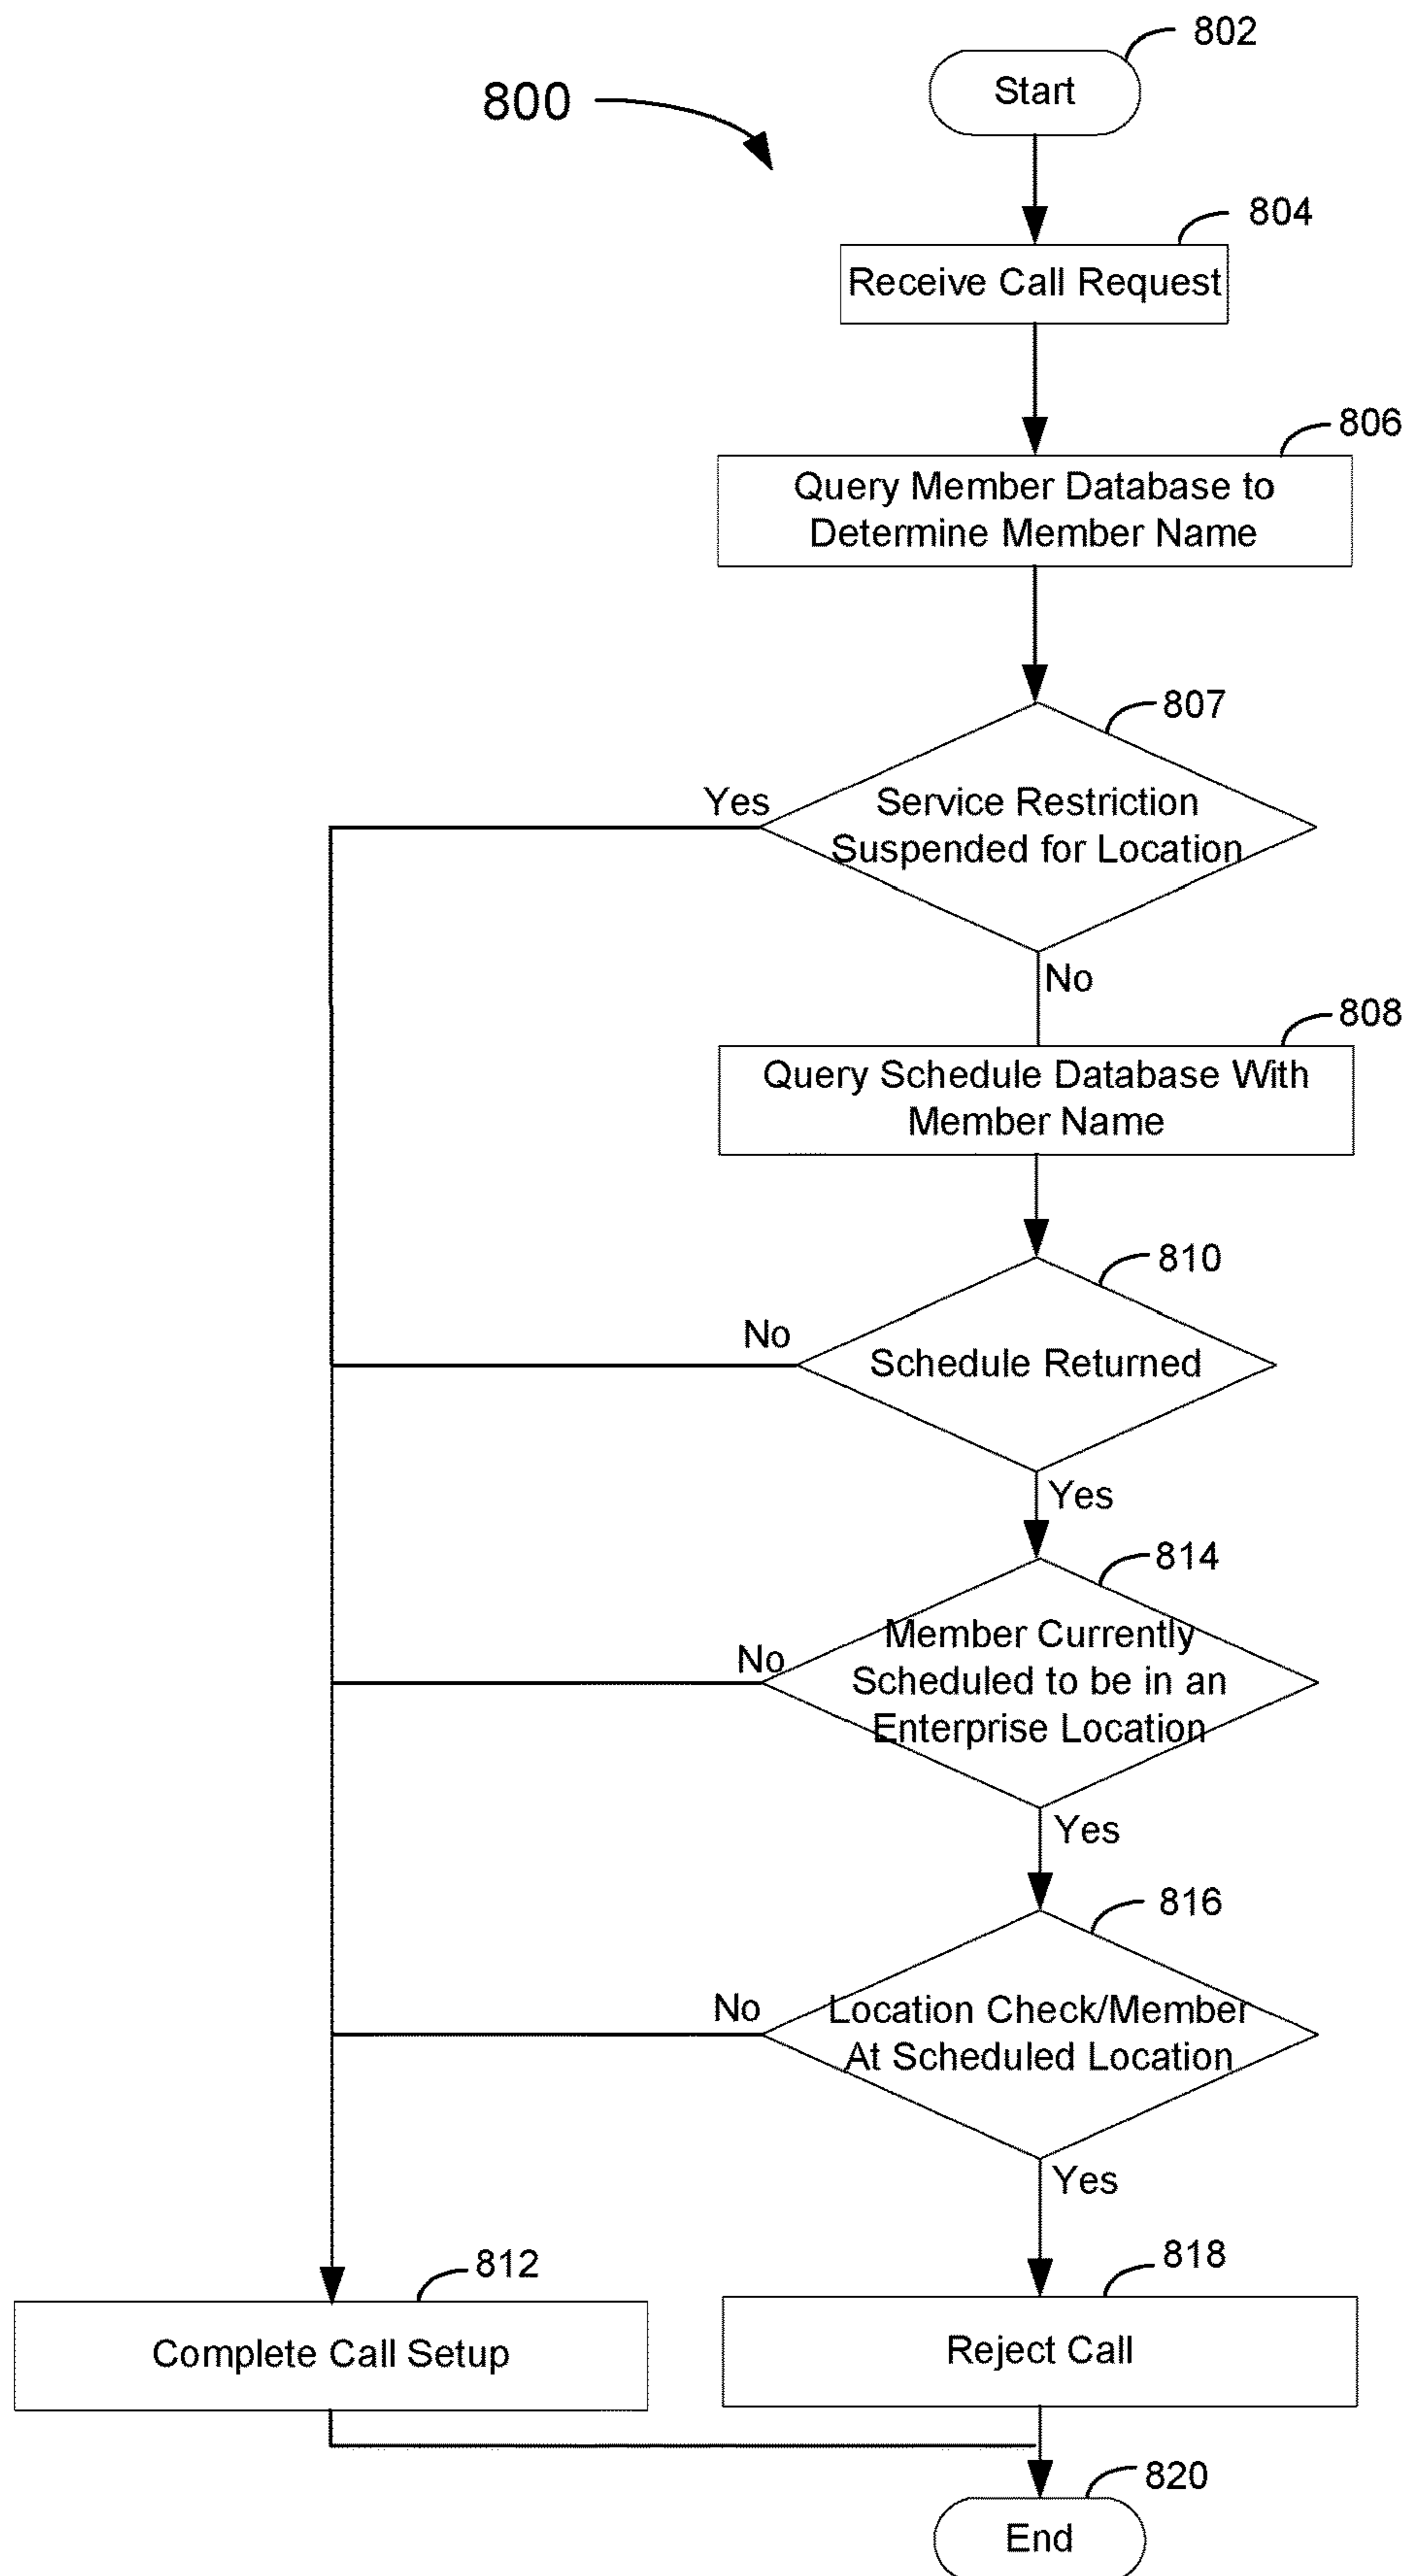 802
Start
800
804
Receive Call Request
806
Query Member Database to
Determine Member Name
807
Yes
Service Restriction
Suspended for Location
No
808
Query Schedule Database With
Member Name
810
No
Schedule Returned
Yes
814
No
Member Currently
Scheduled to be in an
Enterprise Location
Yes
816
No
Location Check/Member
At Scheduled Location
Yes
812
818
Complete Call Setup
Reject Call
820
End